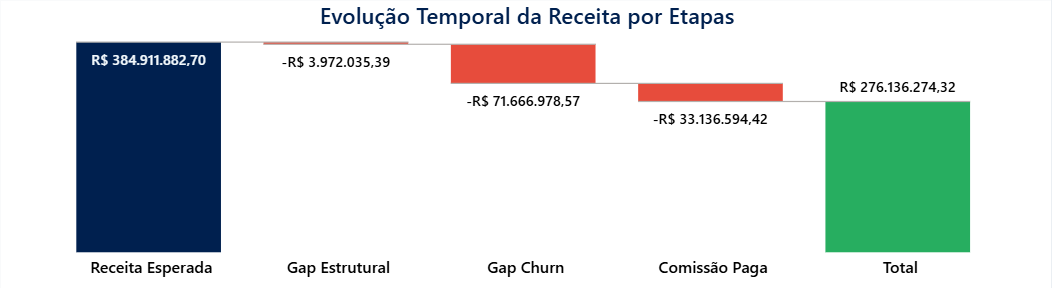 Evolução Temporal da Receita por Etapas
R$ 384.911.882,70
-R$ 3.972.035,39
-R$ 71.666.978,57
-R$ 33.136.594,42
R$ 276.136.274,32
Receita Esperada
Gap Estrutural
Gap Churn
Comissão Paga
Total